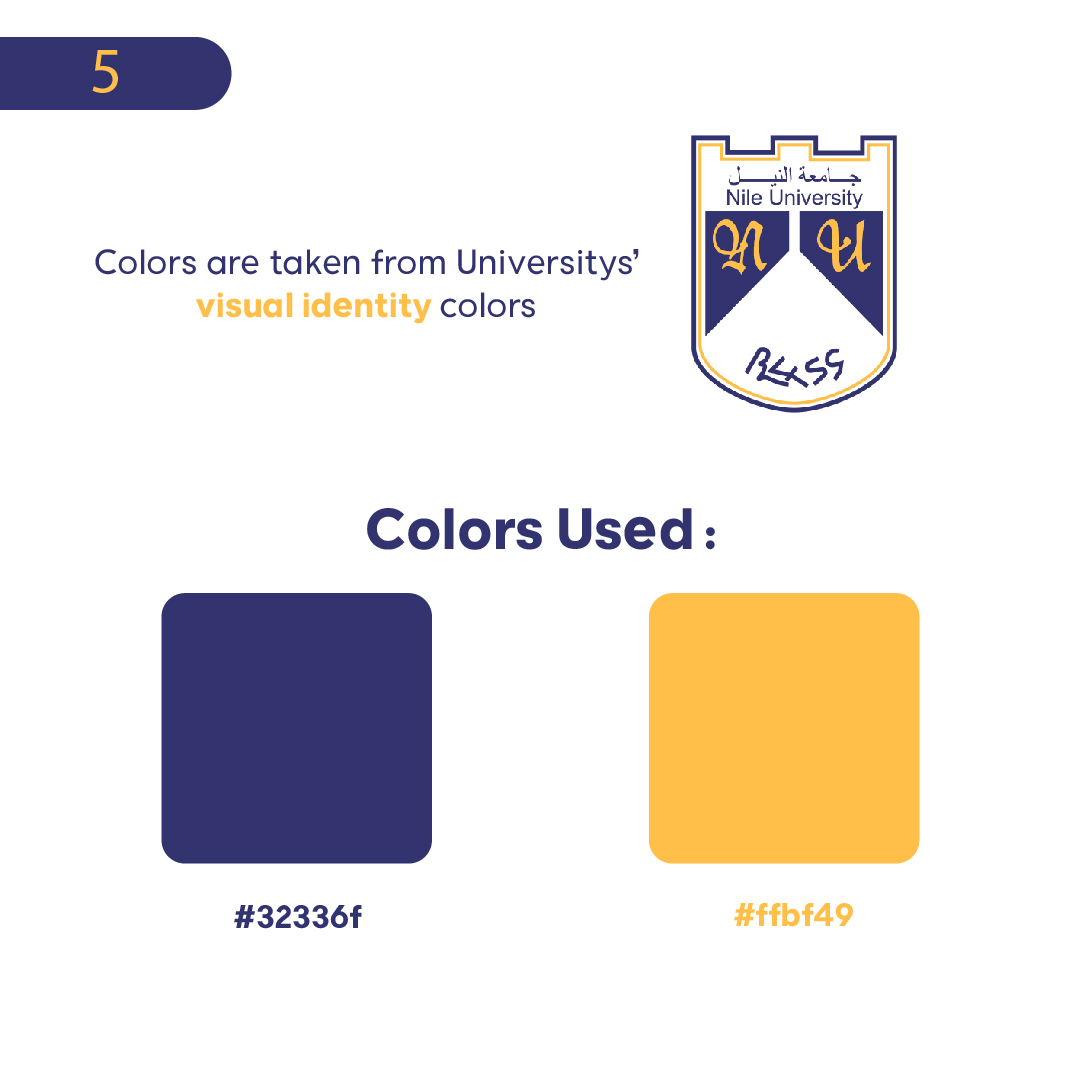 5
جامعة النيل
Nile University
N U
Colors are taken from Universitys’
visual identity colors
Colors Used :
#32336f
#ffbf49